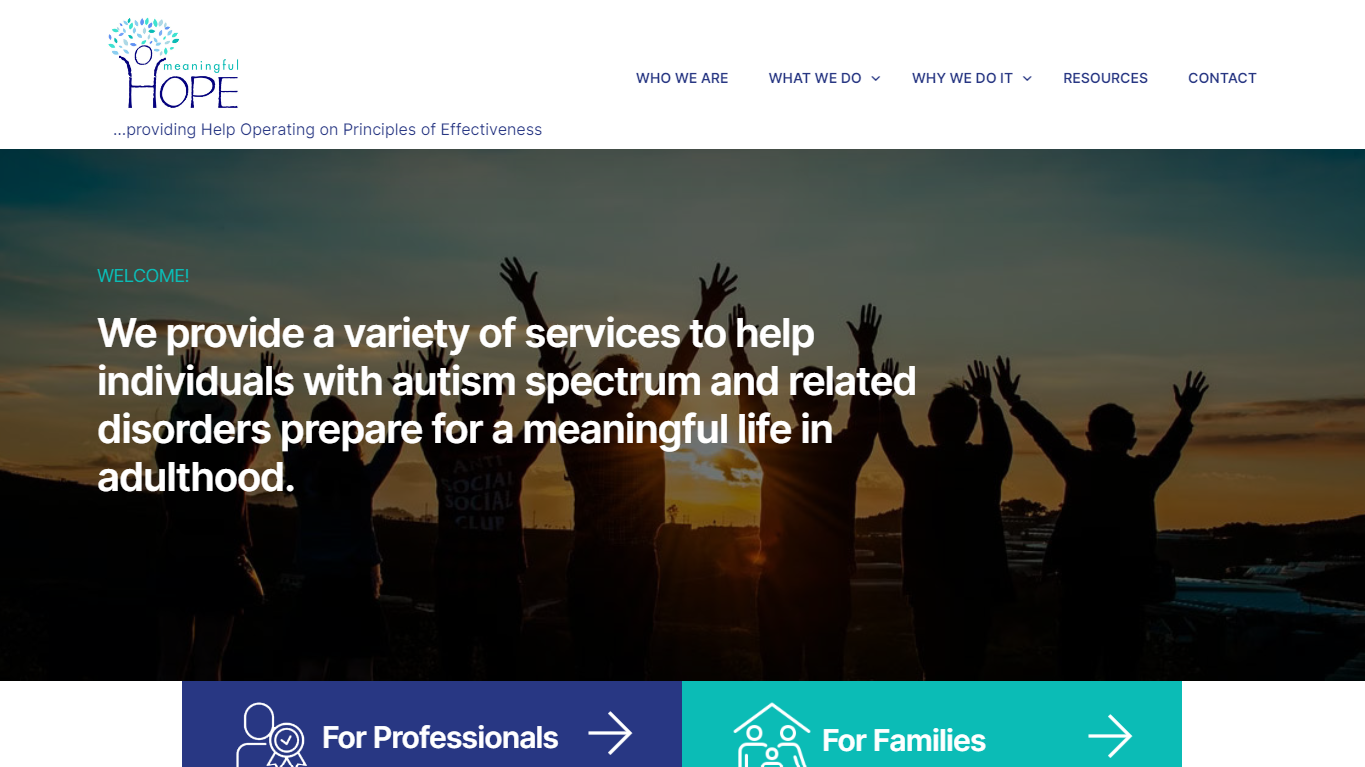 meaningful
HOPE
...providing Help Operating on Principles of Effectiveness
WHO WE ARE
WHAT WE DO
WHY WE DO IT
RESOURCES
CONTACT
WELCOME!
We provide a variety of services to help
individuals with autism spectrum and related
disorders prepare for a meaningful life in
adulthood.
ANTI
SOCIAL
SOCIAL
CLUB
For Professionals
For Families